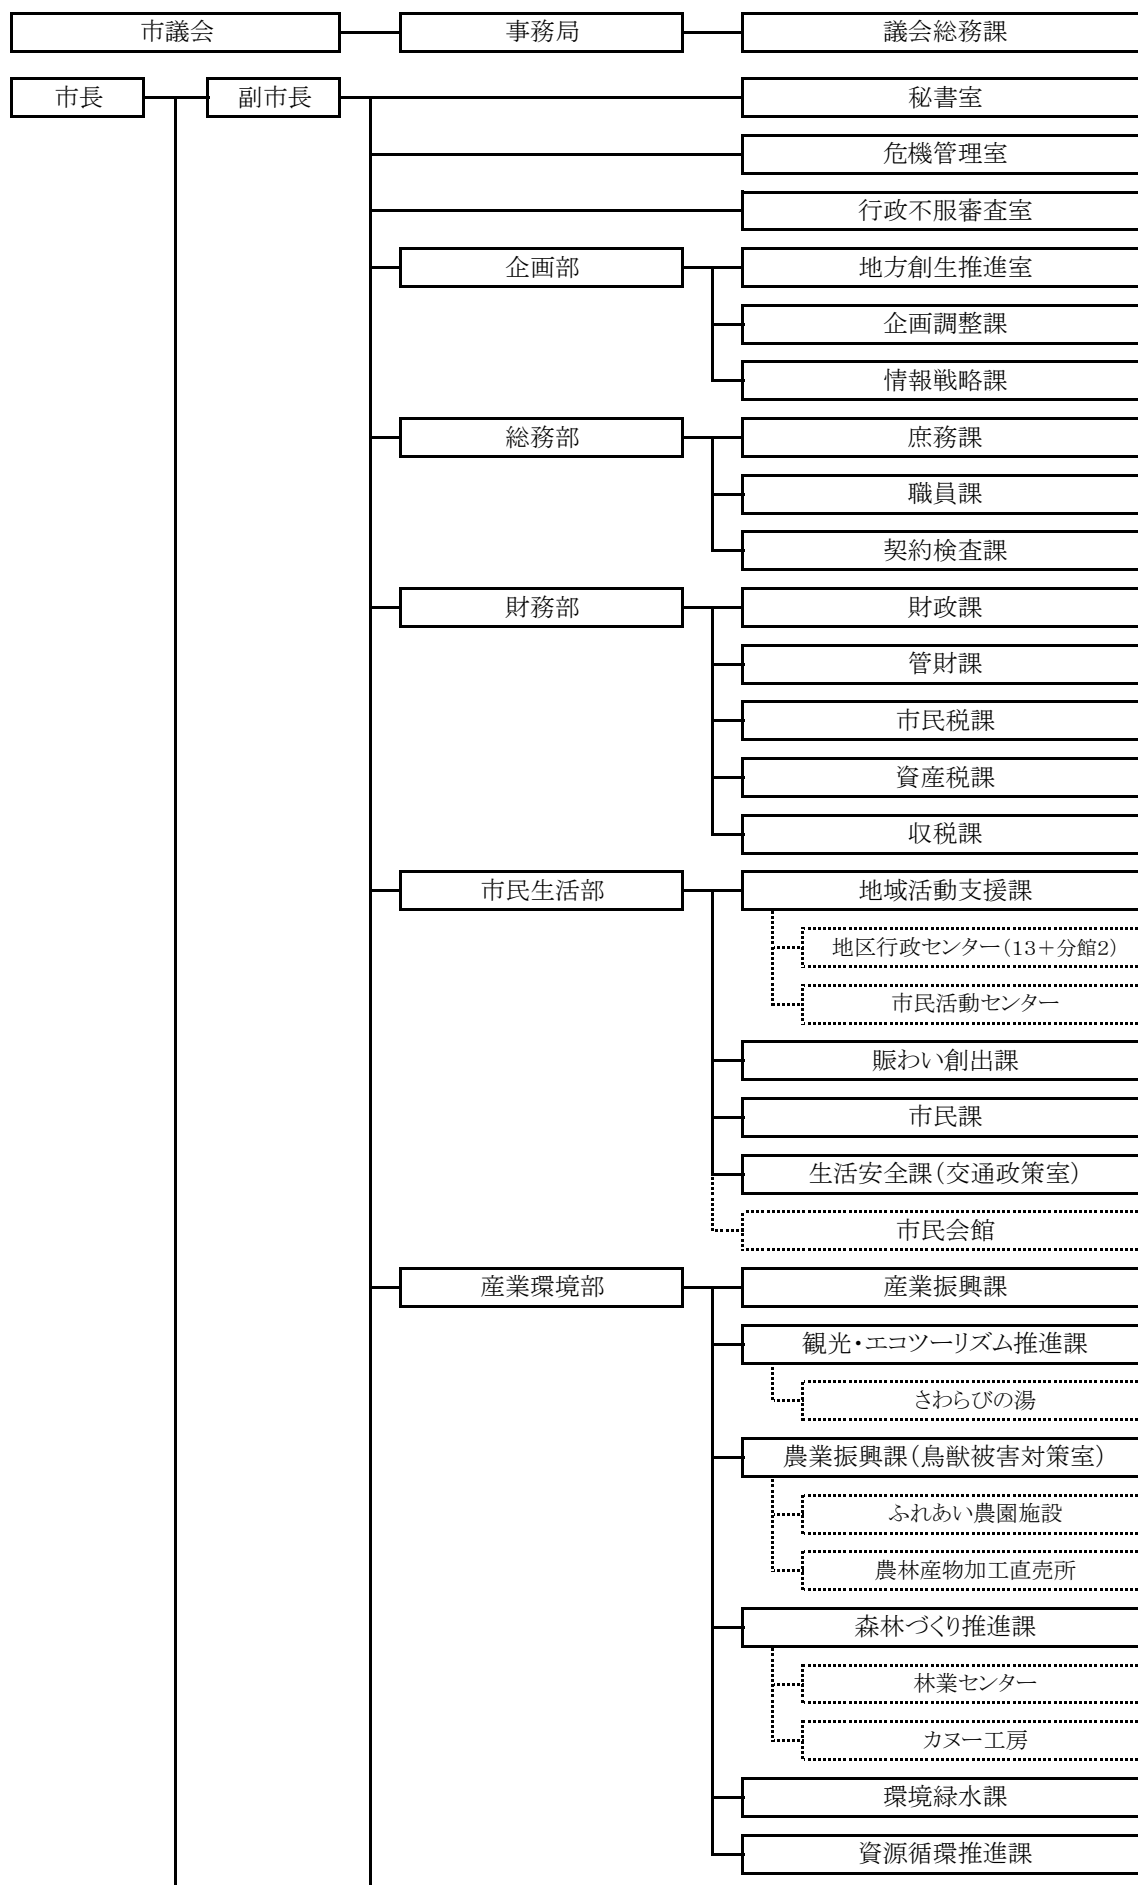 市議会 事務局 議会総務課
市長 副市長 秘書室
危機管理室
行政不服審査室
企画部 地方創生推進室
企画調整課
情報戦略課
総務部 庶務課
職員課
契約検査課
財務部 財政課
管財課
市民税課
資産税課
収税課
市民生活部 地域活動支援課
地区行政センター(13+分館2)
市民活動センター
賑わい創出課
市民課
生活安全課(交通政策室)
市民会館
産業環境部 産業振興課
観光・エコツーリズム推進課
さわらびの湯
農業振興課(鳥獣被害対策室)
ふれあい農園施設
農林産物加工直売所
森林づくり推進課
林業センター
カヌー工房
環境緑水課
資源循環推進課